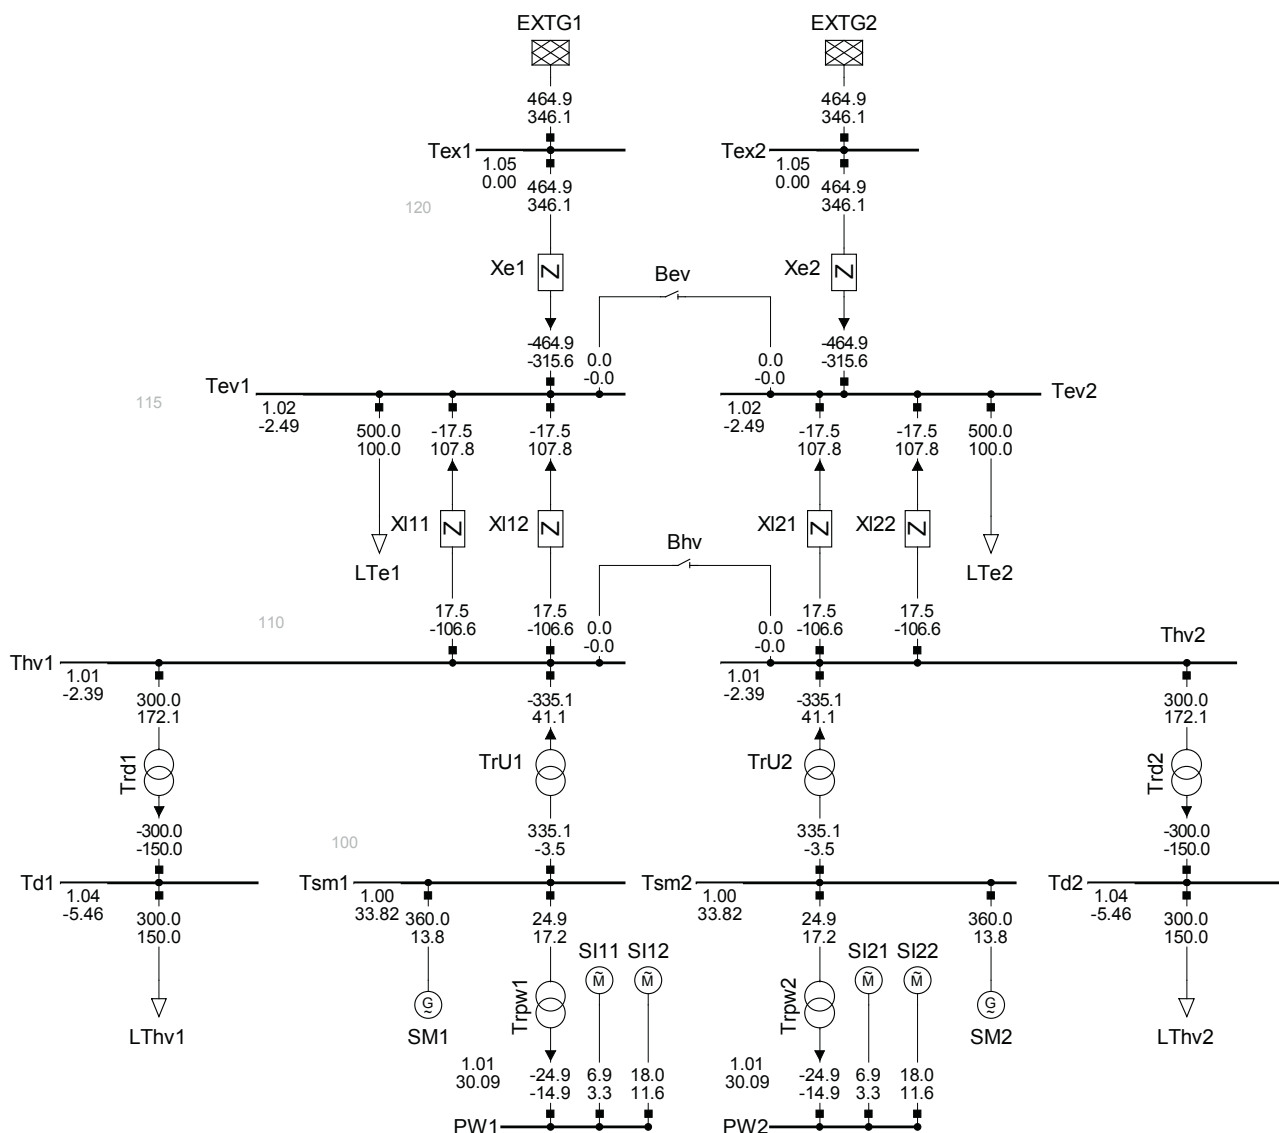 EXTG1 EXTG2
464.9 464.9
346.1 346.1
Tex1 Tex2
1.05 1.05
0.00 0.00
464.9 464.9
346.1 346.1
120
Xe1 Z Bev Xe2 Z
-464.9 0.0 0.0 -464.9
-315.6 -0.0 -0.0 -315.6
Tev1 Tev2
115
1.02 1.02
-2.49 -2.49
500.0 -17.5 -17.5 -17.5 -17.5 500.0
100.0 107.8 107.8 107.8 107.8 100.0
XI11 Z XI12 Z Bhv XI21 Z XI22 Z
LTe1 LTe2
110
17.5 17.5 0.0 0.0 17.5 17.5
-106.6 -106.6 -0.0 -0.0 -106.6 -106.6
Thv1 Thv2
1.01 1.01
-2.39 -2.39
300.0 -335.1 -335.1 300.0
172.1 41.1 41.1 172.1
Trd1 TrU1 TrU2 Trd2
100
-300.0 335.1 335.1 -300.0
-150.0 -3.5 -3.5 -150.0
Td1 Tsm1 Tsm2 Td2
1.04 1.00 1.00 1.04
-5.46 33.82 33.82 -5.46
300.0 360.0 24.9 24.9 360.0 300.0
150.0 13.8 17.2 17.2 13.8 150.0
SI11 SI12 SI21 SI22
M M M M
Trpw1 Trpw2
G G
LThv1 SM1 SM2 LThv2
1.01 1.01
30.09 30.09
-24.9 6.9 18.0 -24.9 6.9 18.0
-14.9 3.3 11.6 -14.9 3.3 11.6
PW1 PW2